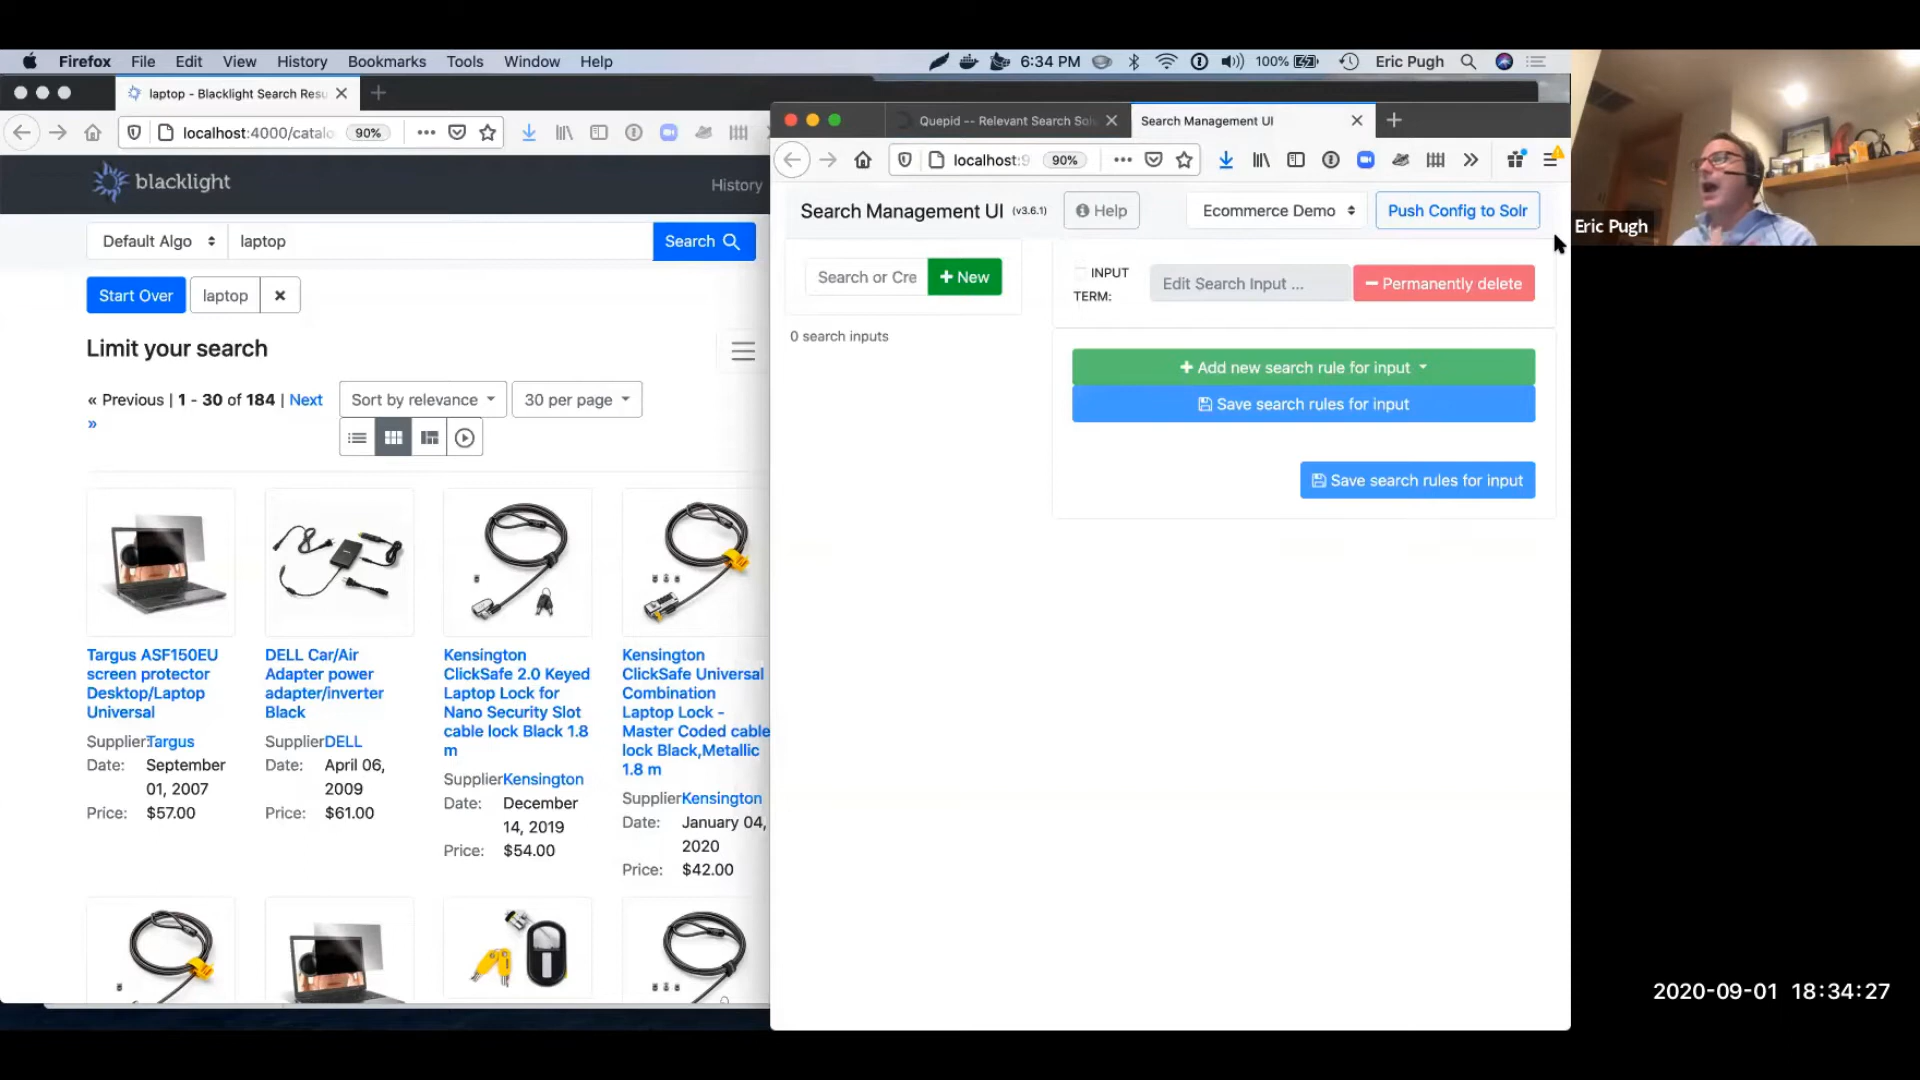 Firefox File Edit View History Bookmarks Tools Window Help 6:34 PM 100% Eric Pugh
laptop - Blacklight Search Resu
localhost:4000/catalo 90%
blacklight
History
Default Algo laptop Search
Start Over laptop
Limit your search
« Previous | 1 - 30 of 184 | Next
»
Sort by relevance
30 per page
Targus ASF150EU
screen protector
Desktop/Laptop
Universal
Supplier:Targus
Date: September
01, 2007
Price: $57.00
DELL Car/Air
Adapter power
adapter/inverter
Black
SupplierDELL
Date: April 06,
2009
Price: $61.00
Kensington
ClickSafe 2.0 Keyed
Laptop Lock for
Nano Security Slot
cable lock Black 1.8
m
SupplierKensington
Date: December
14, 2019
Price: $54.00
Kensington
ClickSafe Universal
Combination
Laptop Lock -
Master Coded cable
lock Black,Metallic
1.8 m
SupplierKensington
Date: January 04,
2020
Price: $42.00
Quepid -- Relevant Search Sol
Search Management UI
localhost:9 90%
Search Management UI (v3.6.1) Help Ecommerce Demo Push Config to Solr
Search or Cre + New
0 search inputs
INPUT
TERM:
Edit Search Input ...
Permanently delete
Add new search rule for input
Save search rules for input
Save search rules for input
Eric Pugh
2020-09-01 18:34:27